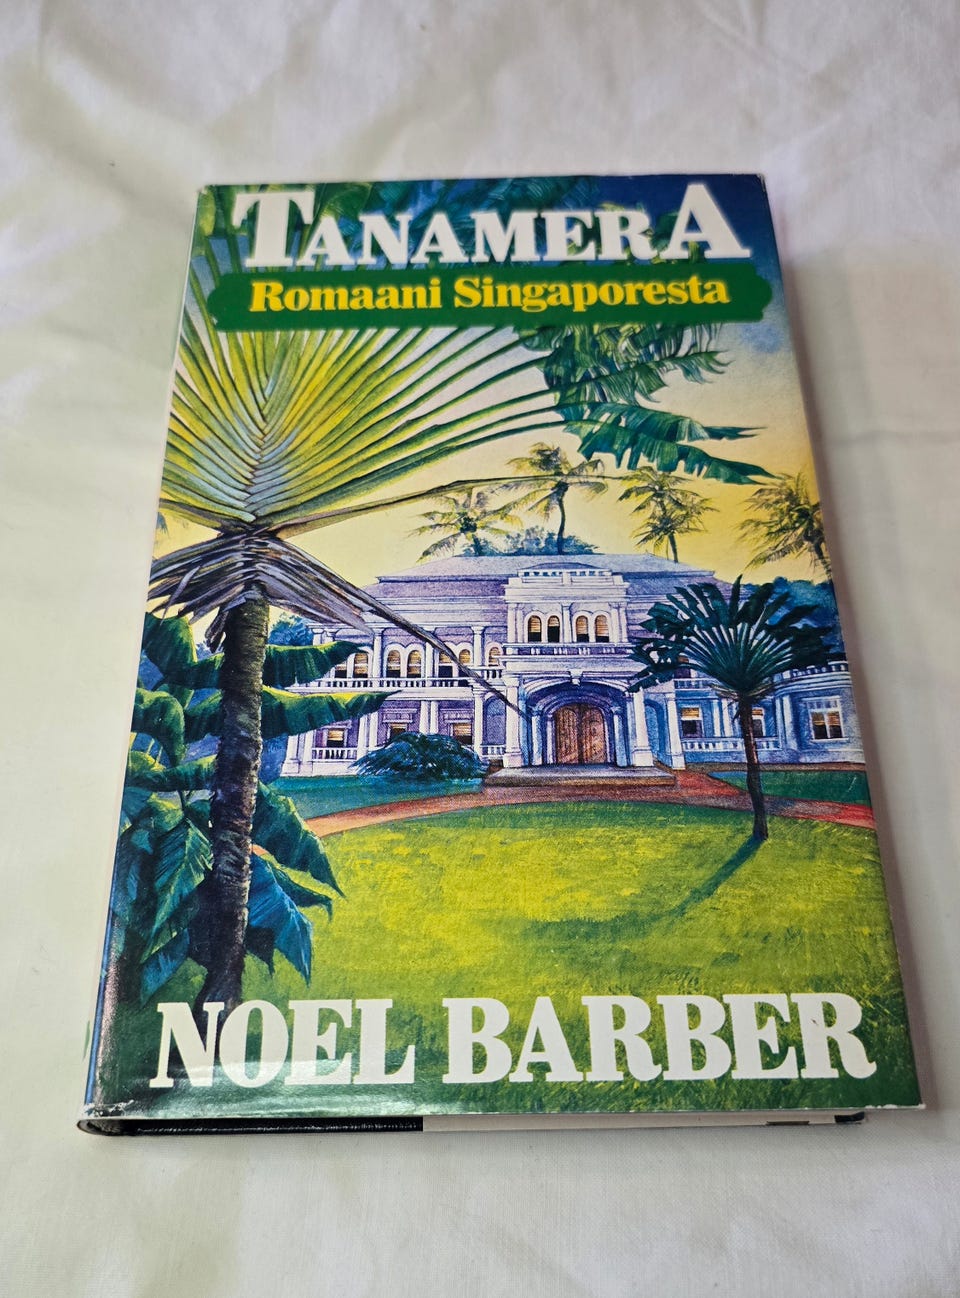 TANAMERA
Romaani Singaporesta
NOEL BARBER